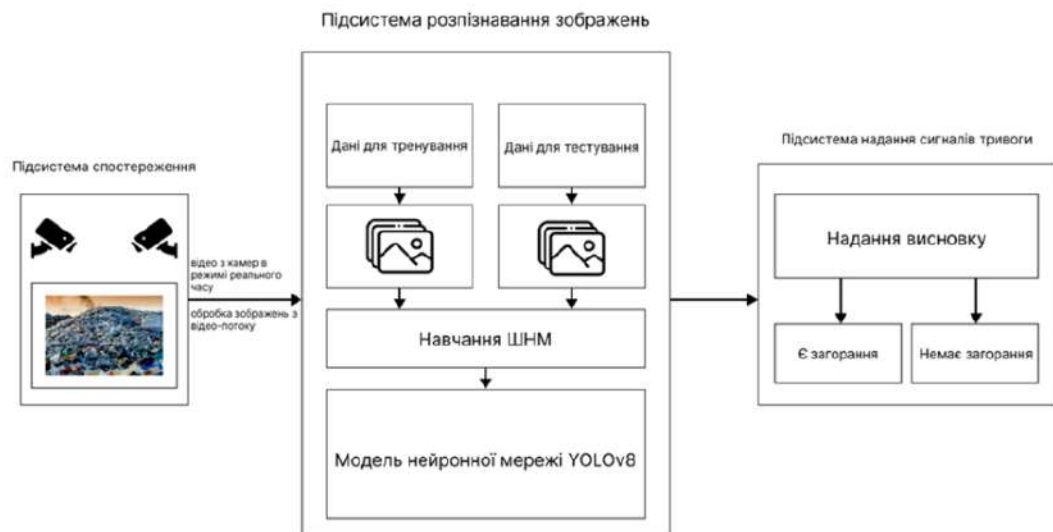 Підсистема розпізнавання зображень
Підсистема спостереження
відео з камер в
режимі реального
часу
обробка зображень з
відео-потоку
Дані для тренування
Дані для тестування
Навчання ШНМ
Модель нейронної мережі YOLOv8
Підсистема надання сигналів тривоги
Надання висновку
Є загорання
Немає загорання